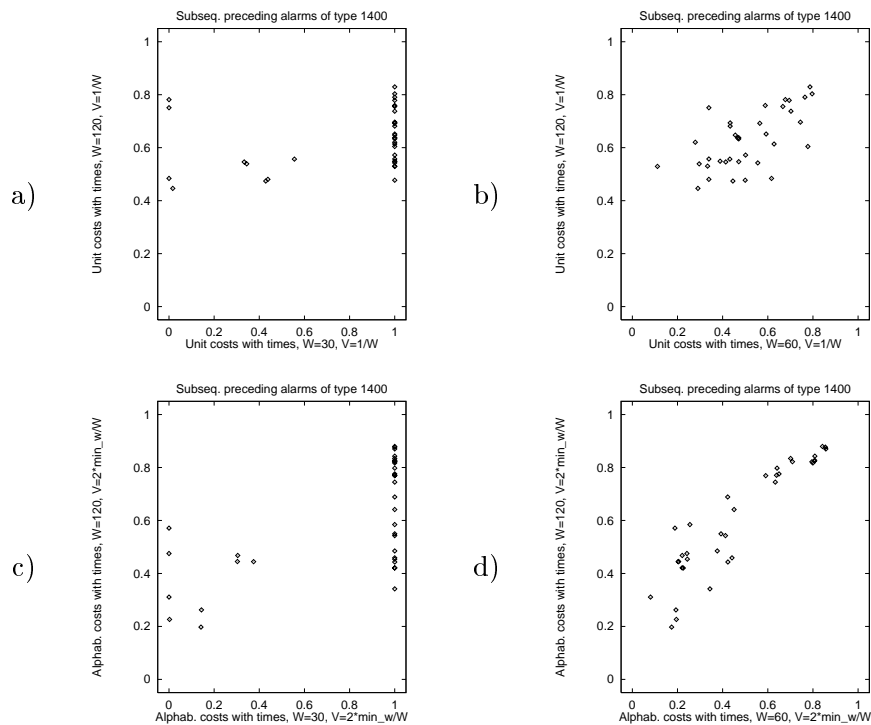 Subseq. preceding alarms of type 1400
1
0.8
0.6
0.4
0.2
0
0 0.2 0.4 0.6 0.8 1
Unit costs with times, W=120, V=1/W
Unit costs with times, W=30, V=1/W
a)
Subseq. preceding alarms of type 1400
1
0.8
0.6
0.4
0.2
0
0 0.2 0.4 0.6 0.8 1
Unit costs with times, W=120, V=1/W
Unit costs with times, W=60, V=1/W
b)
Subseq. preceding alarms of type 1400
1
0.8
0.6
0.4
0.2
0
0 0.2 0.4 0.6 0.8 1
Alphab. costs with times, W=120, V=2*min_w/W
Alphab. costs with times, W=30, V=2*min_w/W
c)
Subseq. preceding alarms of type 1400
1
0.8
0.6
0.4
0.2
0
0 0.2 0.4 0.6 0.8 1
Alphab. costs with times, W=120, V=2*min_w/W
Alphab. costs with times, W=60, V=2*min_w/W
d)